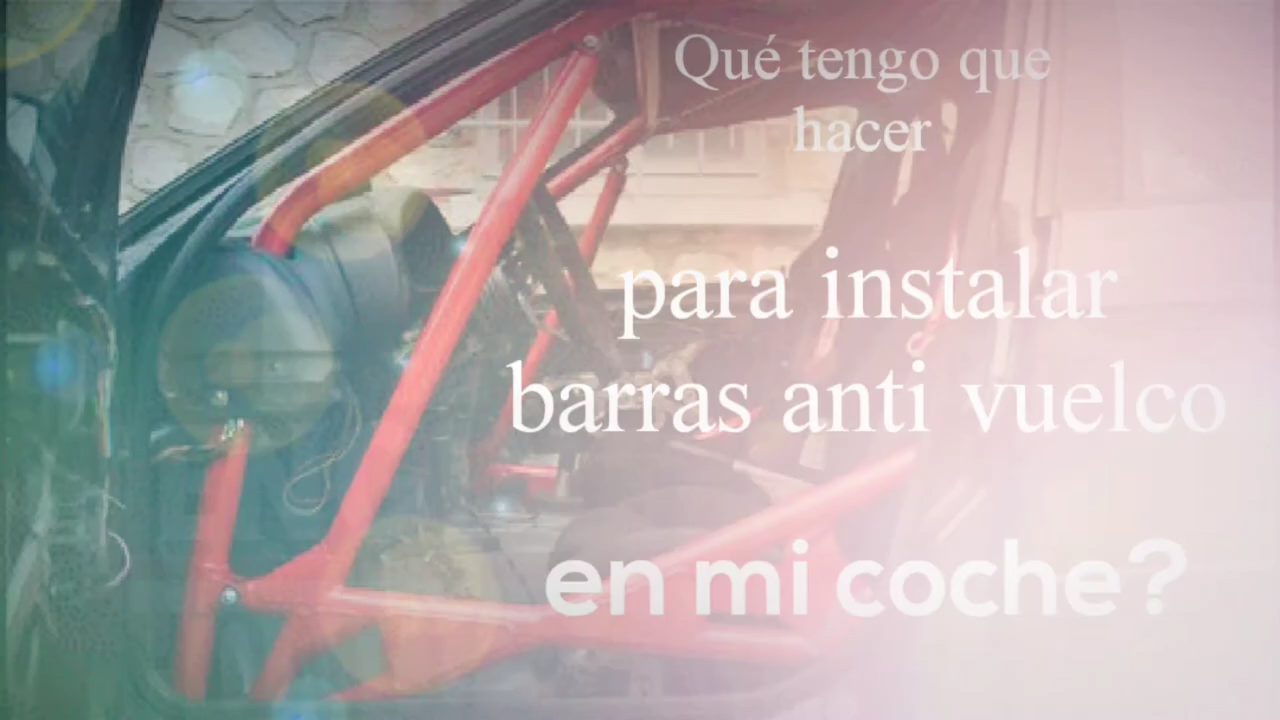 Qué tengo que
hacer
para instalar
barras anti vuelco
en mi coche?